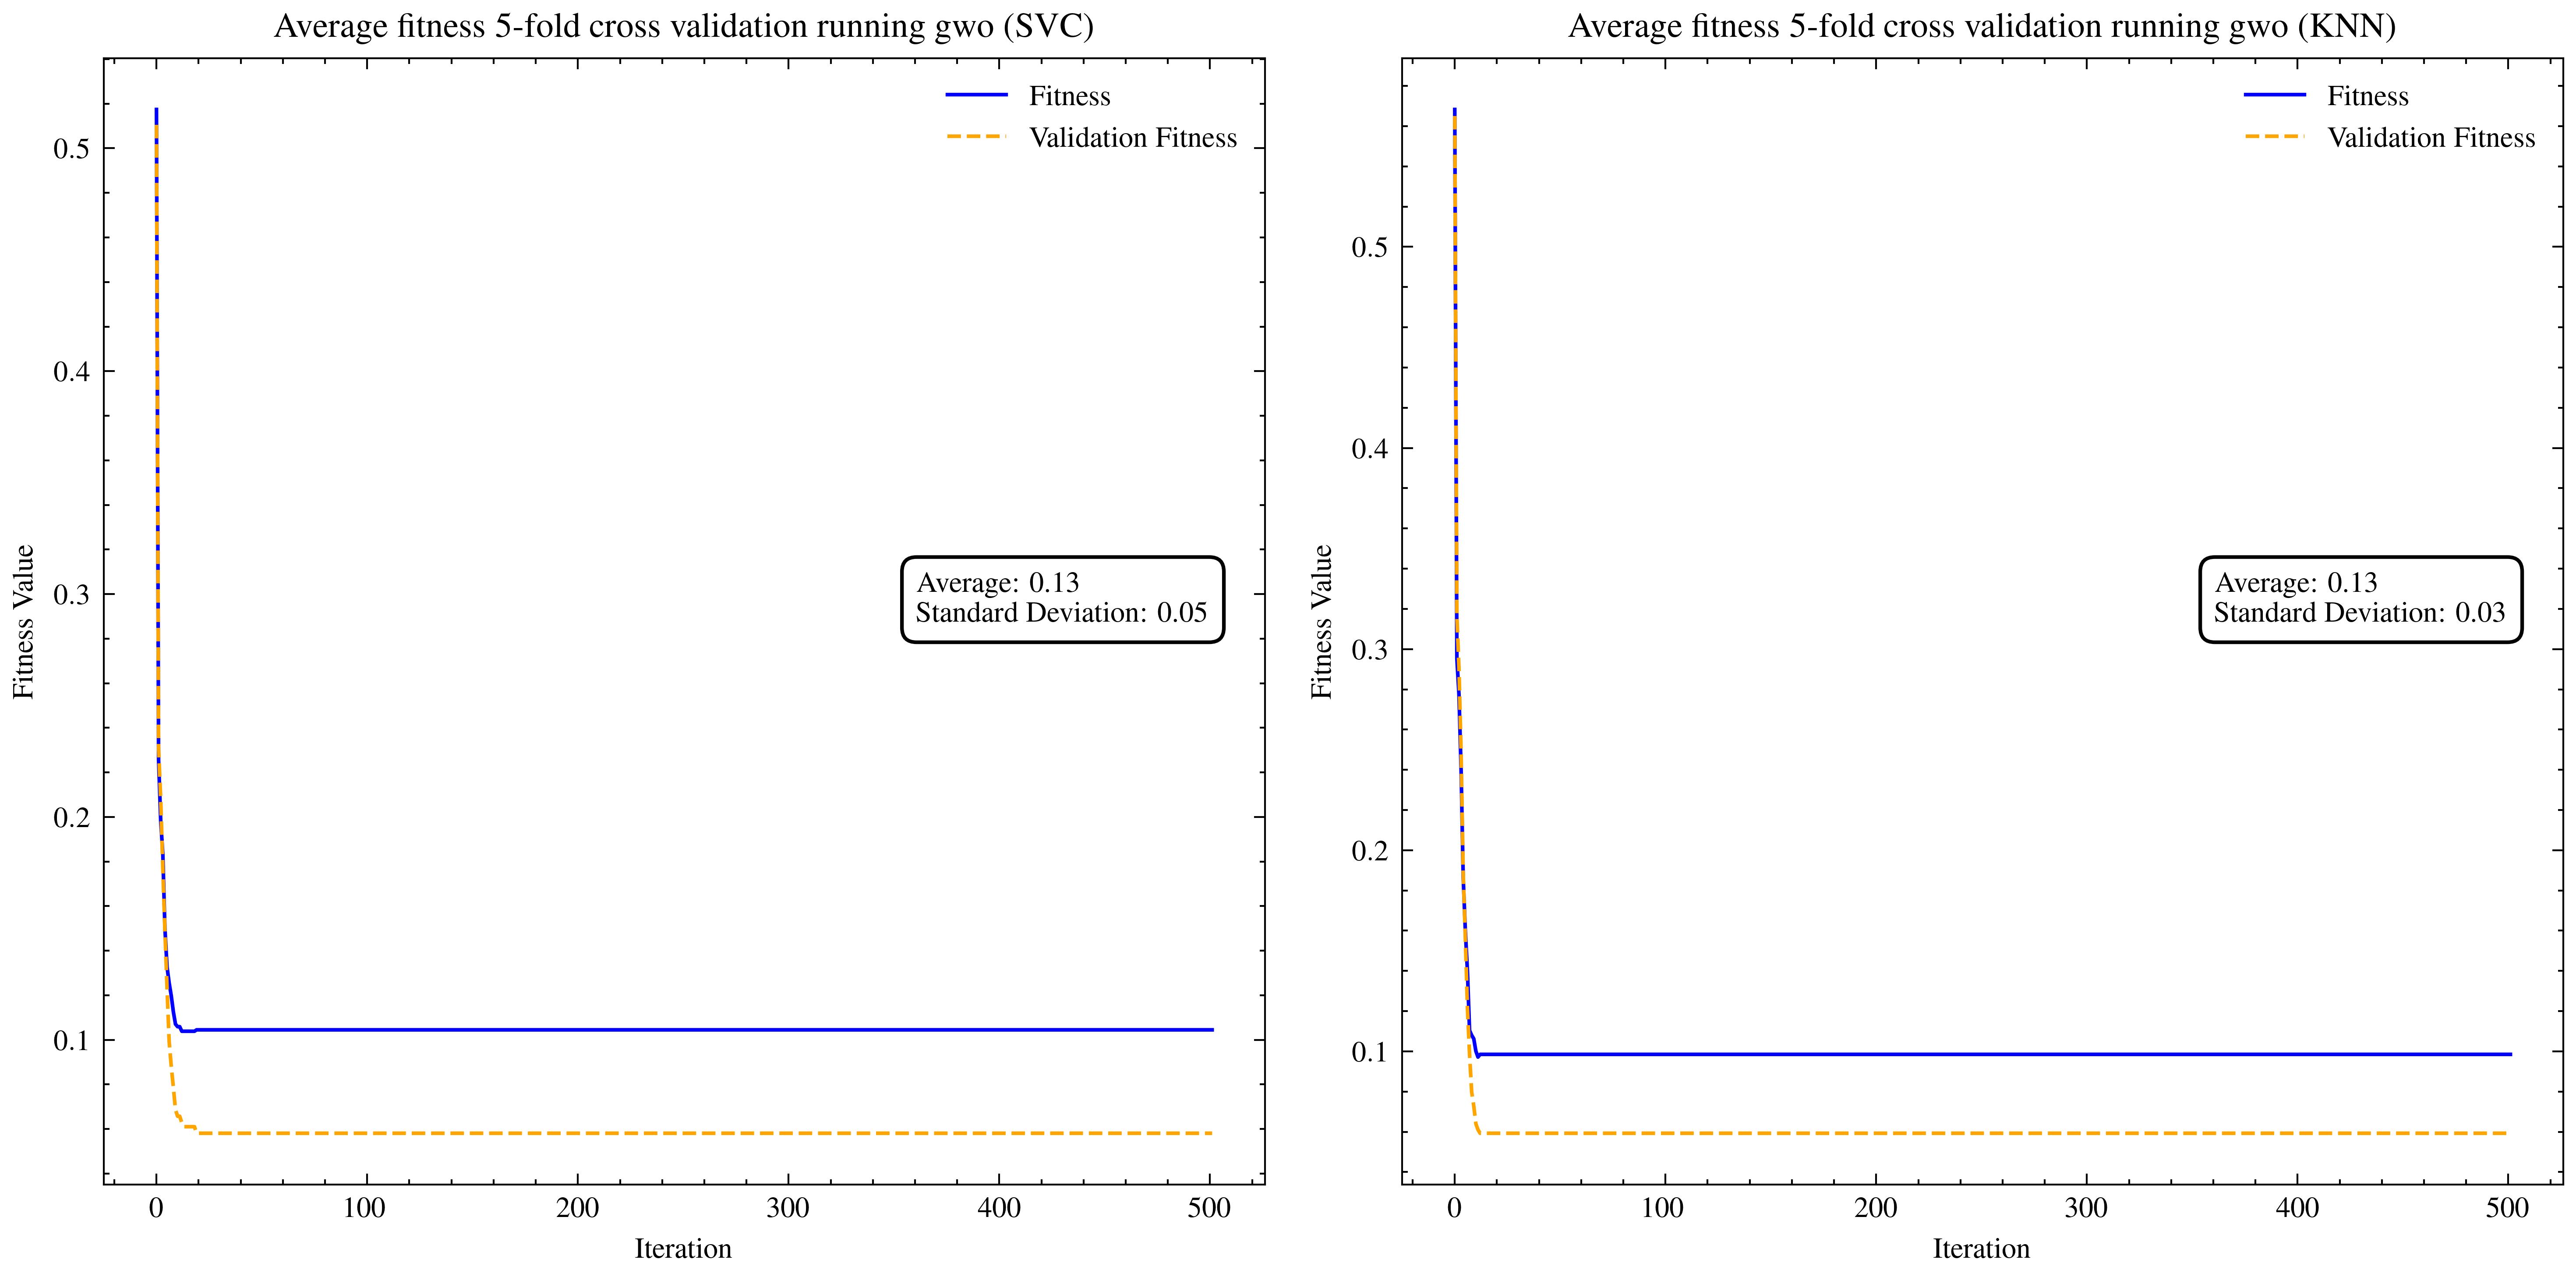 Average fitness 5-fold cross validation running gwo (SVC)
Fitness
Validation Fitness
0.5
0.4
0.3
0.2
0.1
Fitness Value
Average: 0.13
Standard Deviation: 0.05
0 100 200 300 400 500
Iteration
Average fitness 5-fold cross validation running gwo (KNN)
Fitness
Validation Fitness
0.5
0.4
0.3
0.2
0.1
Fitness Value
Average: 0.13
Standard Deviation: 0.03
0 100 200 300 400 500
Iteration